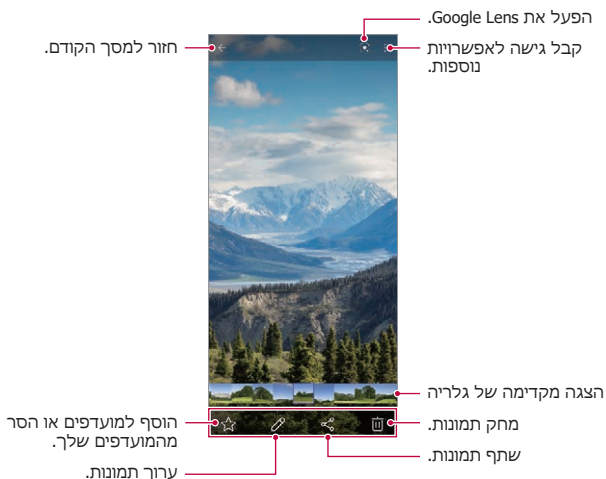 הפעל את Google Lens.
חזור למסך הקודם.
קבל גישה לאפשרויות
נוספות.
הצגה מקדימה של גלריה
הוסף למועדפים או הסר
מהמועדפים שלך.
מחק תמונות.
שתף תמונות.
ערוך תמונות.